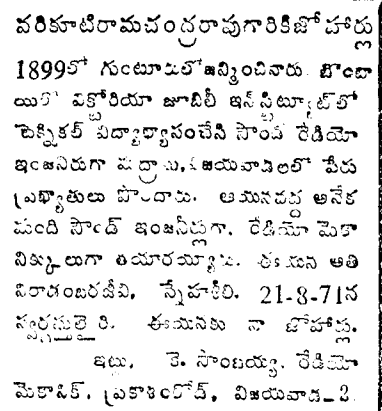 వరికూటిరామచంద్రరావుగారికిజోహార్లు
1899లో గుంటూరులోజన్మించినారు. బొంబా
యిలో విక్టోరియా జూబిలీ ఇన్‌స్టిట్యూట్‌లో
టెక్నికల్ విద్యాభ్యాసంచేసి సౌండ్ రేడియో
ఇంజనీరుగా మద్రాసు, విజయవాడలలో పేరు
ప్రఖ్యాతులు పొందారు. ఆయనవద్ద అనేక
మంది సౌండ్ ఇంజనీర్లుగా, రేడియో మెకా
నిక్కులుగా తయారయ్యారు. ఈయన అతి
నిరాడంబరజీవి, స్నేహశీలి. 21-8-71న
స్వర్గస్తులైరి. ఈయనకు నా జోహార్లు.
ఇట్లు, కె. సాంబయ్య, రేడియో
మెకానిక్, ప్రకాశంరోడ్, విజయవాడ-2.